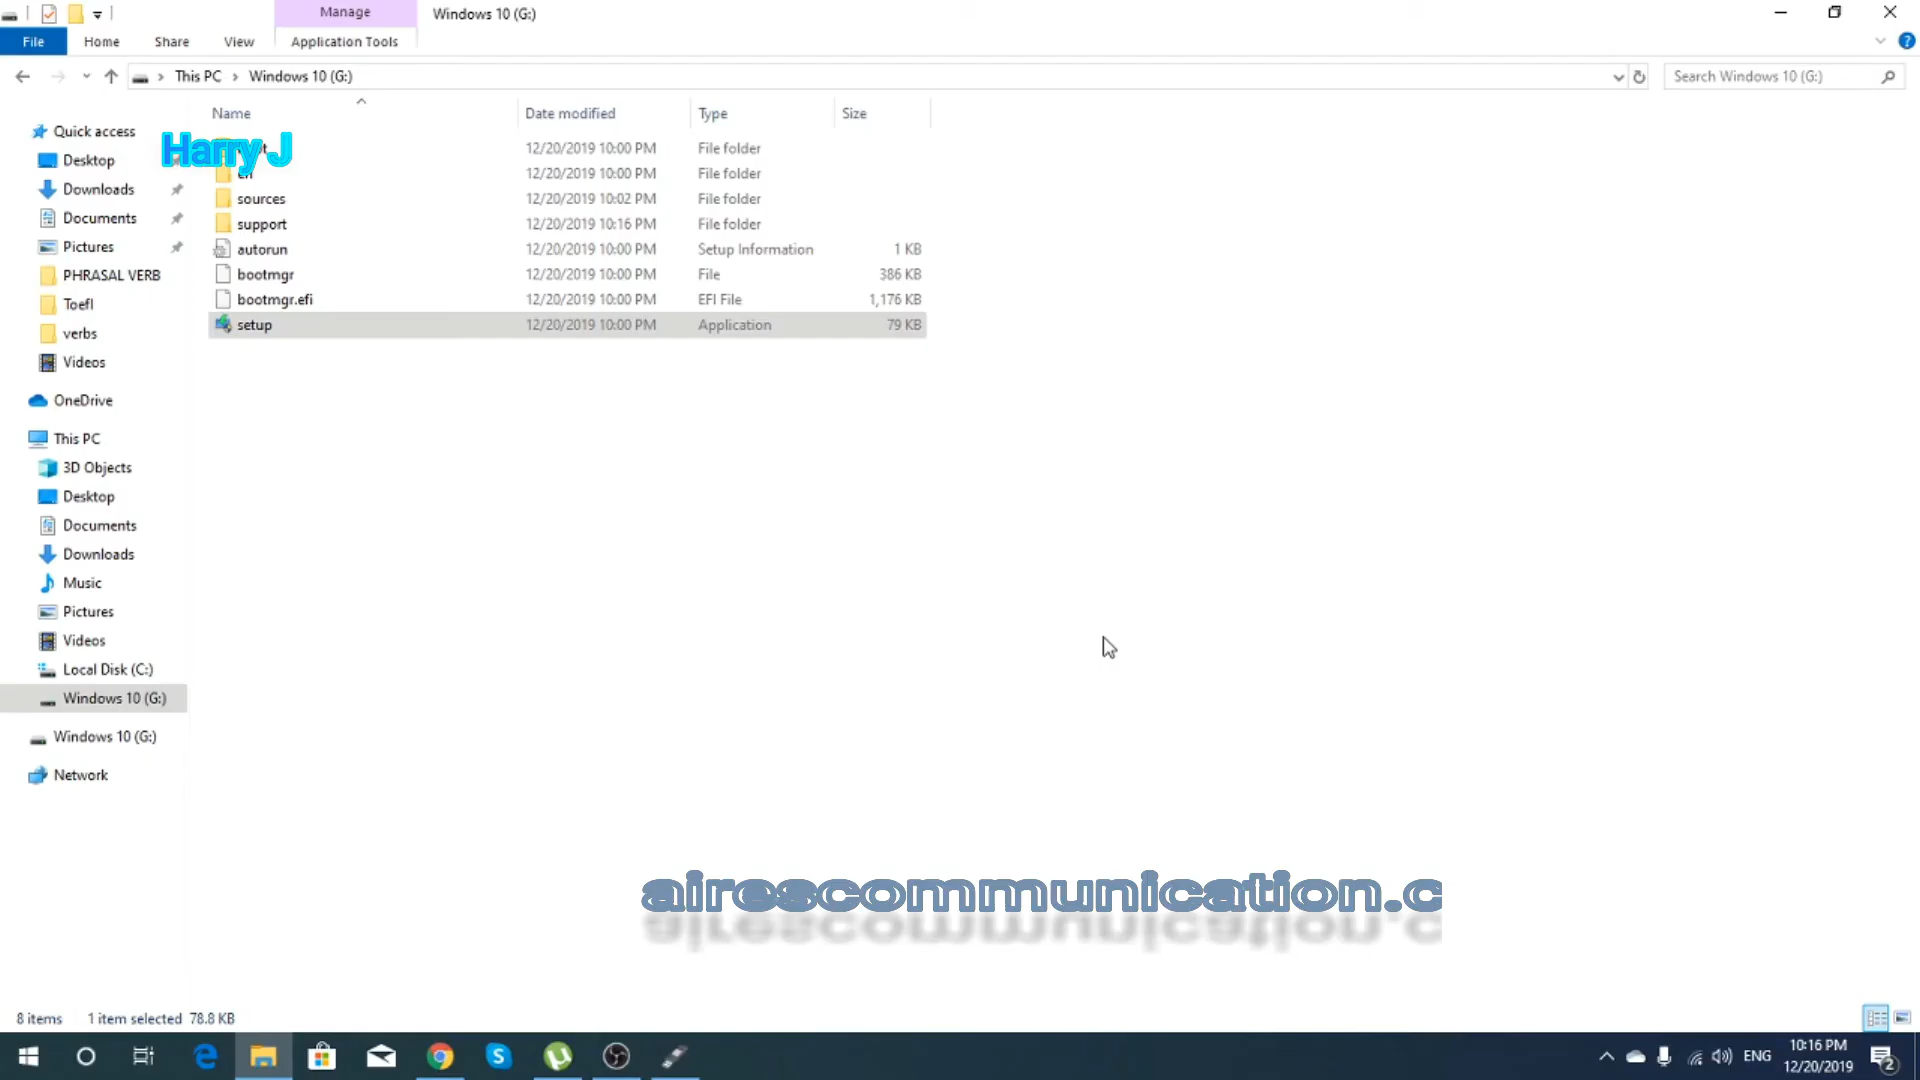 Manage
Windows 10 (G:)
File
Home
Share
View
Application Tools
This PC
Windows 10 (G:)
Search Windows 10 (G:)
Name
Date modified
Type
Size
Quick access
Desktop
Downloads
Documents
Pictures
PHRASAL VERB
Toefl
verbs
Videos
OneDrive
This PC
3D Objects
Desktop
Documents
Downloads
Music
Pictures
Videos
Local Disk (C:)
Windows 10 (G:)
Windows 10 (G:)
Network
Harry J
12/20/2019 10:00 PM File folder
12/20/2019 10:00 PM File folder
sources 12/20/2019 10:02 PM File folder
support 12/20/2019 10:16 PM File folder
autorun 12/20/2019 10:00 PM Setup Information 1 KB
bootmgr 12/20/2019 10:00 PM File 386 KB
bootmgr.efi 12/20/2019 10:00 PM EFI File 1,176 KB
setup 12/20/2019 10:00 PM Application 79 KB
airescommunication.c
8 items 1 item selected 78.8 KB
ENG
10:16 PM
12/20/2019
2